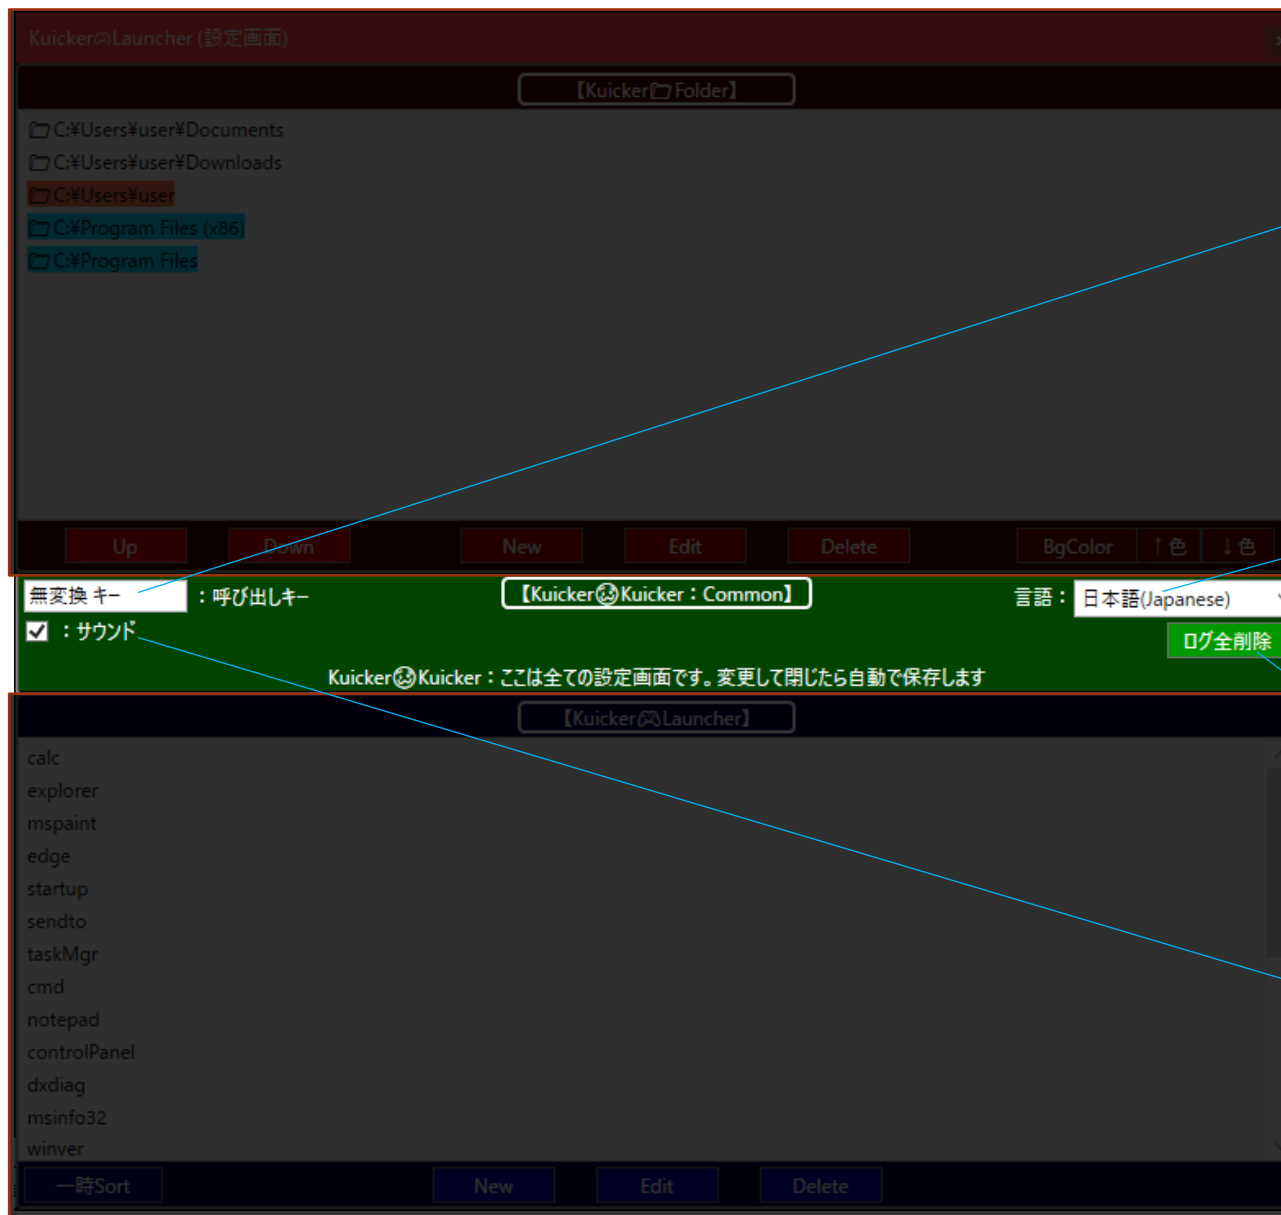 Kuicker🎮Launcher (設定画面)
【Kuicker🗀Folder】
🗀C:¥Users¥user¥Documents
🗀C:¥Users¥user¥Downloads
🗀C:¥Users¥user
🗀C:¥Program Files (x86)
🗀C:¥Program Files
Up Down New Edit Delete BgColor ↑色 ↓色
無変換 キー ：呼び出しキー 【Kuicker😆Kuicker：Common】 言語： 日本語(Japanese)
：サウンド ログ全削除
Kuicker😆Kuicker：ここは全ての設定画面です。変更して閉じたら自動で保存します
【Kuicker🎮Launcher】
calc
explorer
mspaint
edge
startup
sendto
taskMgr
cmd
notepad
controlPanel
dxdiag
msinfo32
winver
一時Sort New Edit Delete